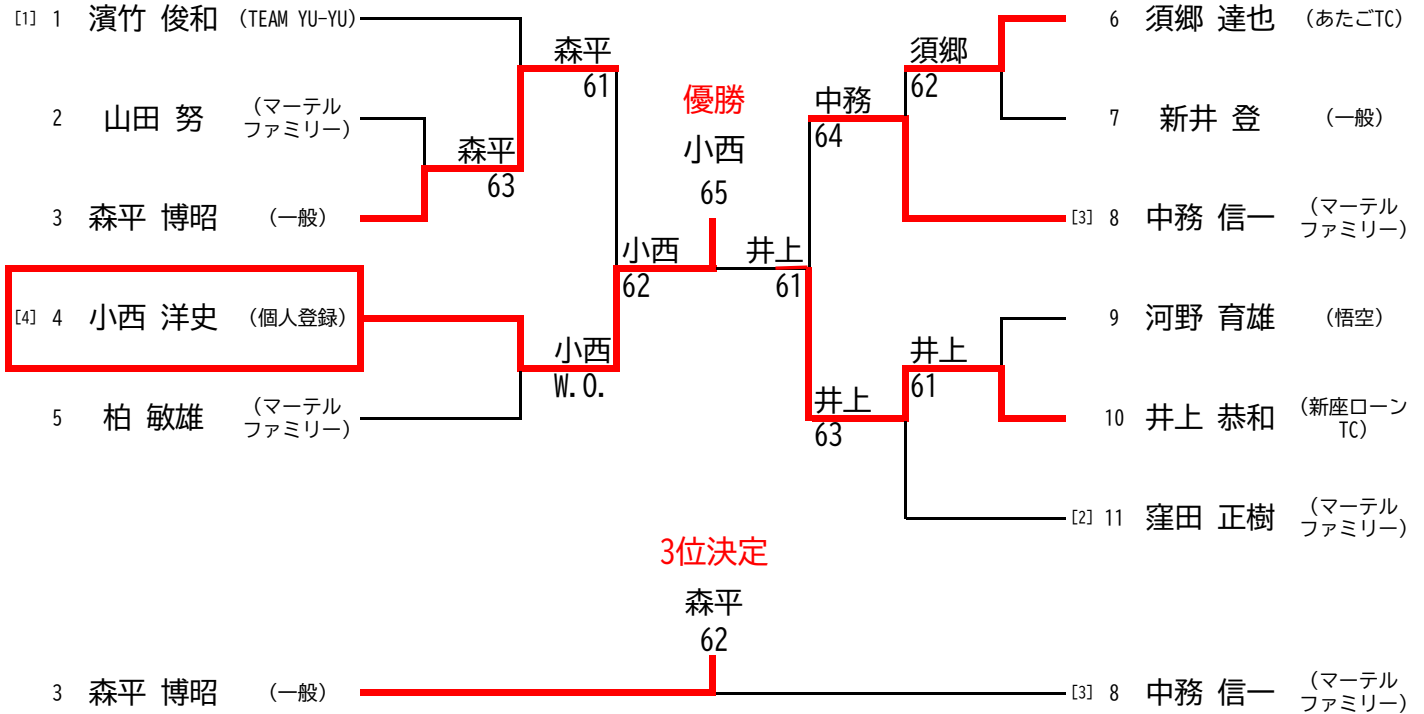 [1] 1 濱竹 俊和 (TEAM YU-YU)
森平
61
2 山田 努 (マーテル
ファミリー)
森平
63
3 森平 博昭 (一般)
[4] 4 小西 洋史 (個人登録)
小西
W.O.
5 柏 敏雄 (マーテル
ファミリー)
小西
62
優勝
小西
65
井上
61
6 須郷 達也 (あたごTC)
須郷
62
7 新井 登 (一般)
中務
64
[3] 8 中務 信一 (マーテル
ファミリー)
9 河野 育雄 (悟空)
井上
61
10 井上 恭和 (新座ローン
TC)
井上
63
[2] 11 窪田 正樹 (マーテル
ファミリー)
3位決定
森平
62
3 森平 博昭 (一般)
[3] 8 中務 信一 (マーテル
ファミリー)